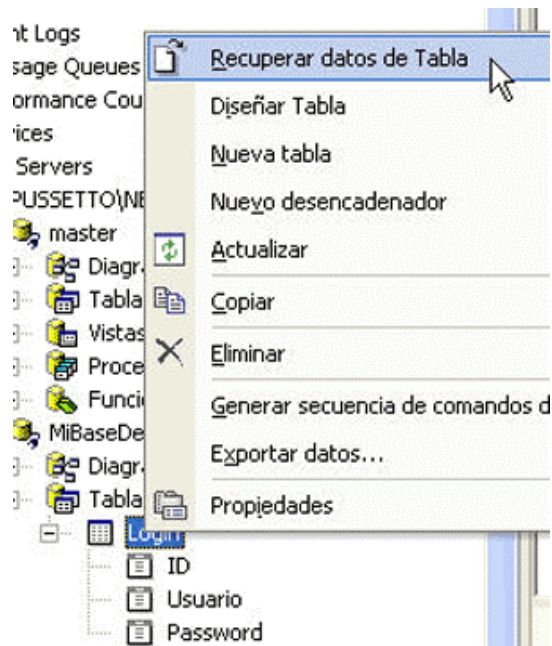 nt Logs
sage Queues
ormance Cou
ices
Servers
PUSSETTO\NE
master
Diagr
Tabla
Vistas
Proce
Funci
MiBaseDe
Diagr
Tabla
Login
ID
Usuario
Password
Recuperar datos de Tabla
Diseñar Tabla
Nueva tabla
Nuevo desencadenador
Actualizar
Copiar
Eliminar
Generar secuencia de comandos d
Exportar datos...
Propiedades